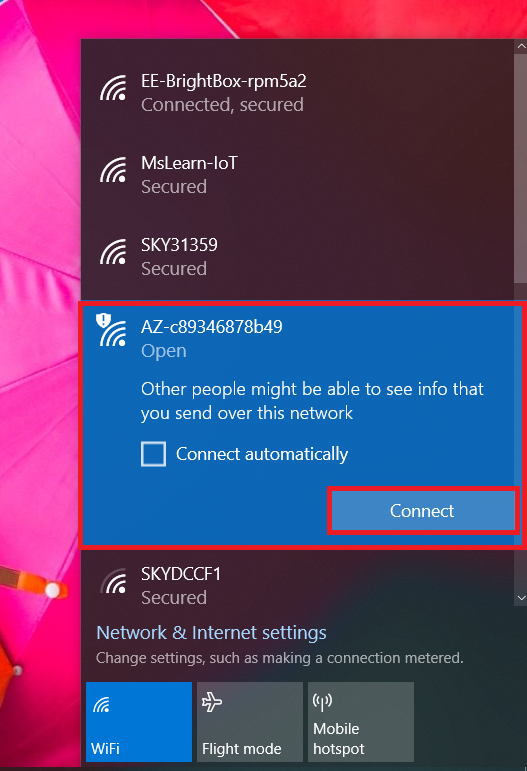 EE-BrightBox-rpm5a2
Connected, secured
MsLearn-IoT
Secured
SKY31359
Secured
AZ-c89346878b49
Open
Other people might be able to see info that
you send over this network
Connect automatically
Connect
SKYDCCF1
Secured
Network & Internet settings
Change settings, such as making a connection metered.
WiFi
Flight mode
Mobile
hotspot